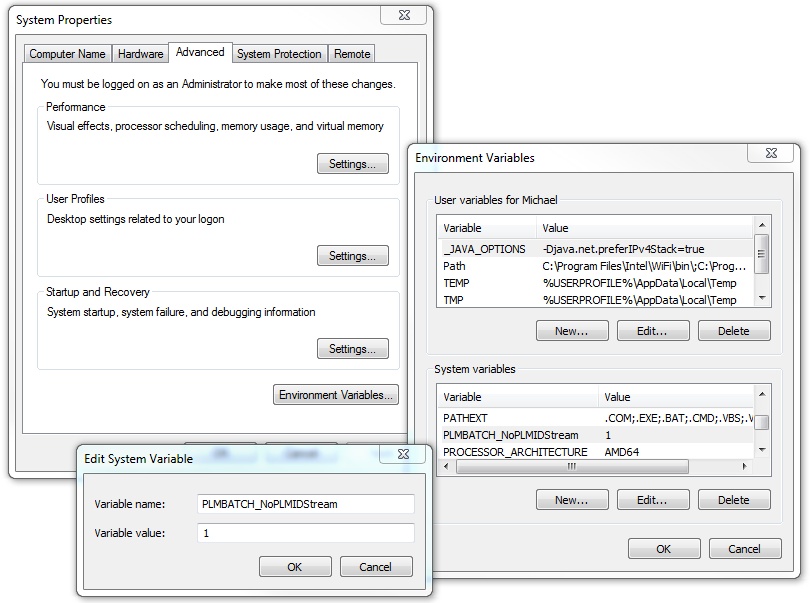 System Properties
Computer Name Hardware Advanced System Protection Remote
You must be logged on as an Administrator to make most of these changes.
Performance
Visual effects, processor scheduling, memory usage, and virtual memory
Settings...
User Profiles
Desktop settings related to your logon
Settings...
Startup and Recovery
System startup, system failure, and debugging information
Settings...
Environment Variables...
Environment Variables
User variables for Michael
Variable Value
_JAVA_OPTIONS -Djava.net.preferIPv4Stack=true
Path C:\Program Files\Intel\WiFi\bin\;C:\Prog...
TEMP %USERPROFILE%\AppData\Local\Temp
TMP %USERPROFILE%\AppData\Local\Temp
New... Edit... Delete
System variables
Variable Value
PATHEXT .COM;.EXE;.BAT;.CMD;.VBS;.V
PLMBATCH_NoPLMIDStream 1
PROCESSOR_ARCHITECTURE AMD64
New... Edit... Delete
OK Cancel
Edit System Variable
Variable name: PLMBATCH_NoPLMIDStream
Variable value: 1
OK Cancel